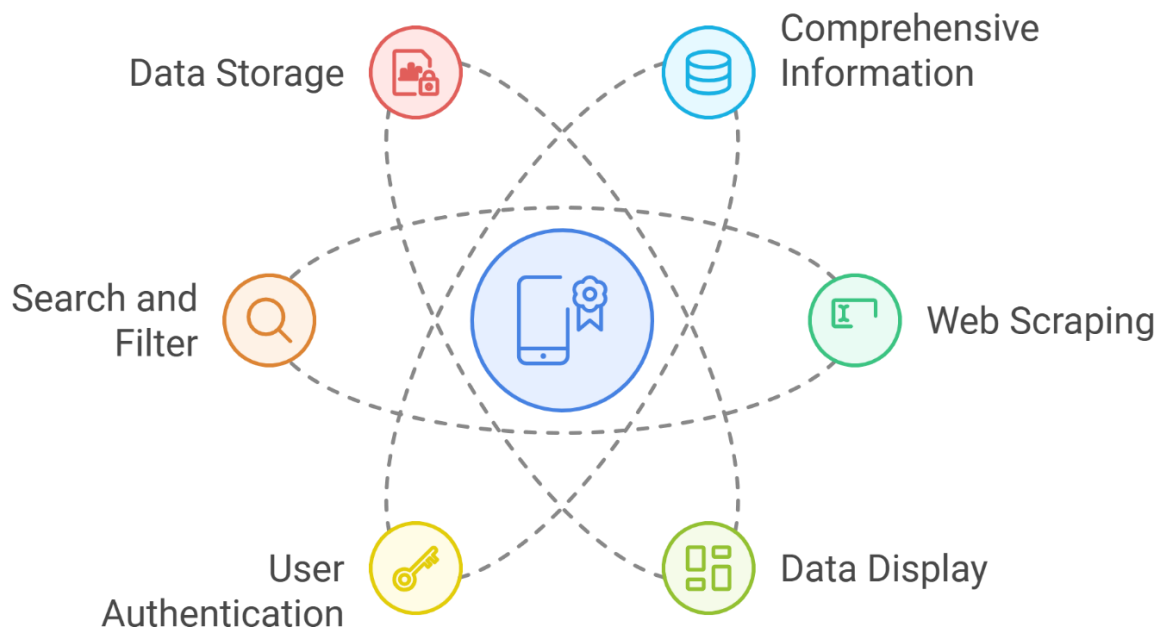 Data Storage
Comprehensive
Information
Search and
Filter
Web Scraping
User
Authentication
Data Display